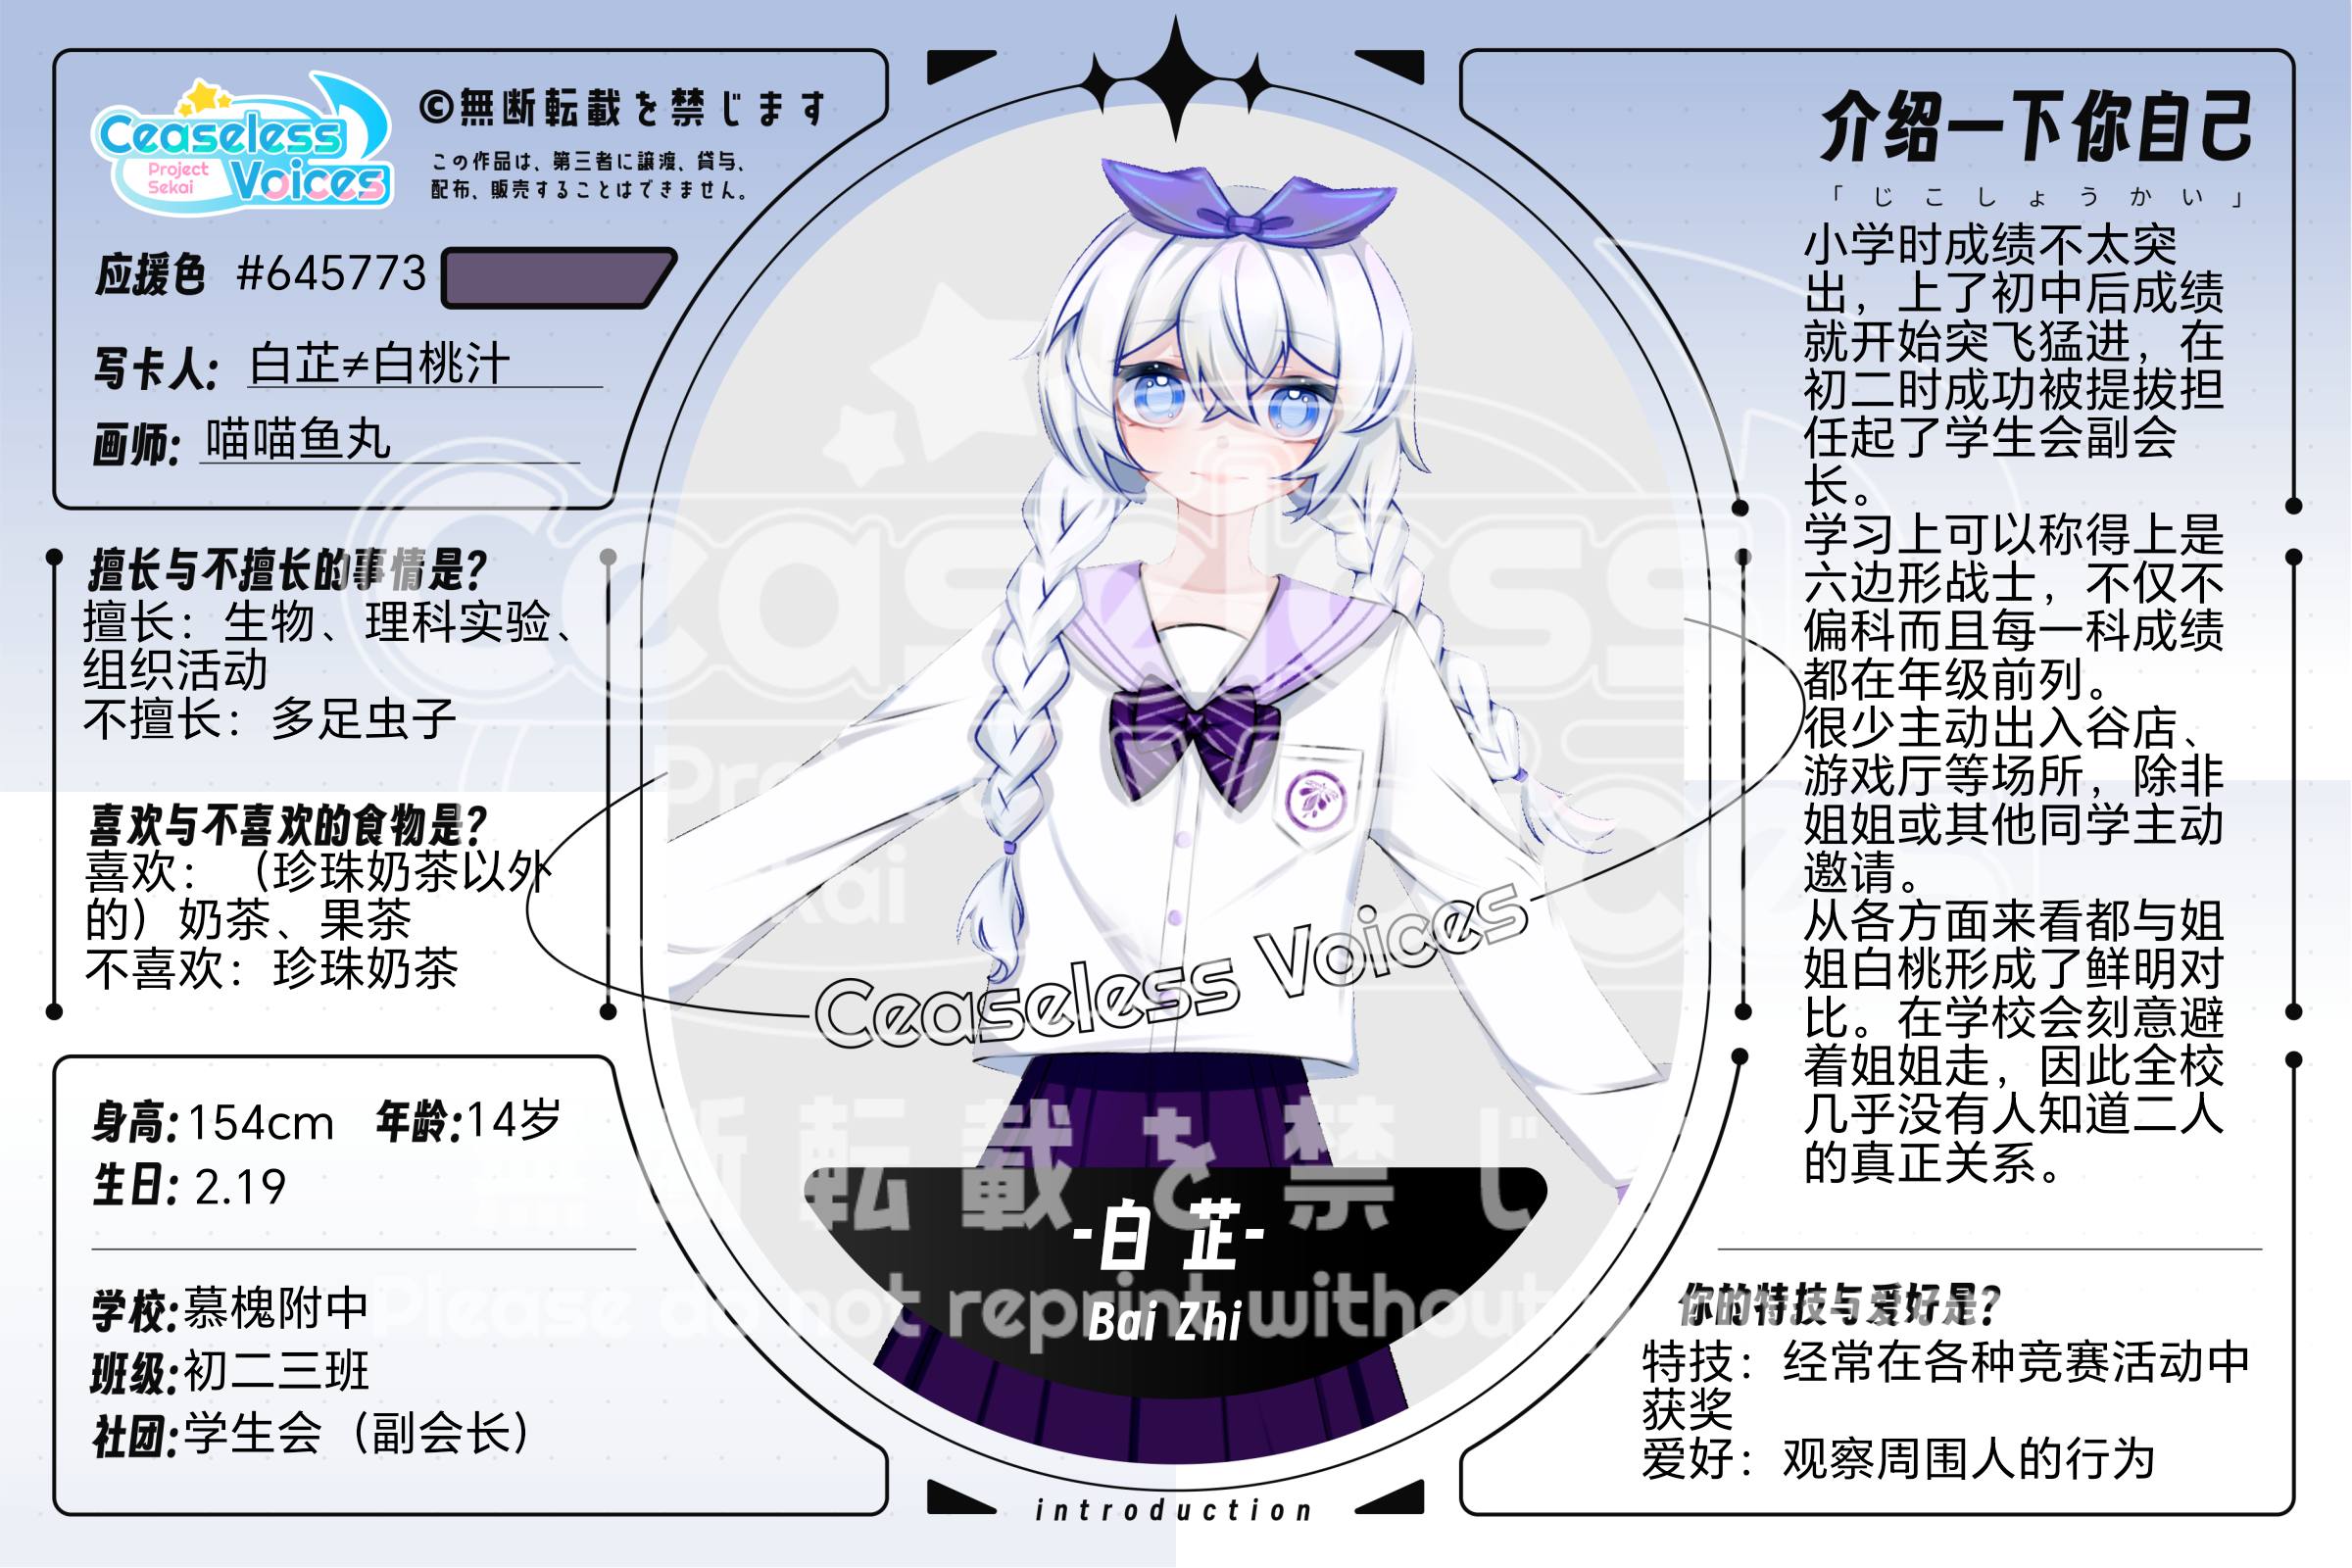 Ceaseless
Project
Sekai
Voices
©無断転載を禁じます
この作品は、第三者に譲渡、貸与、
配布、販売することはできません。
应援色 #645773
写卡人: 白芷≠白桃汁
画师: 喵喵鱼丸
擅长与不擅长的事情是?
擅长：生物、理科实验、
组织活动
不擅长：多足虫子
喜欢与不喜欢的食物是?
喜欢：（珍珠奶茶以外
的）奶茶、果茶
不喜欢：珍珠奶茶
身高:154cm 年龄:14岁
生日: 2.19
学校:慕槐附中
班级:初二三班
社团:学生会（副会长）
Ceaseless Voices
-白 芷-
Bai Zhi
introduction
介绍一下你自己
「じこしょうかい」
小学时成绩不太突
出，上了初中后成绩
就开始突飞猛进，在
初二时成功被提拔担
任起了学生会副会
长。
学习上可以称得上是
六边形战士，不仅不
偏科而且每一科成绩
都在年级前列。
很少主动出入谷店、
游戏厅等场所，除非
姐姐或其他同学主动
邀请。
从各方面来看都与姐
姐白桃形成了鲜明对
比。在学校会刻意避
着姐姐走，因此全校
几乎没有人知道二人
的真正关系。
你的特技与爱好是?
特技：经常在各种竞赛活动中
获奖
爱好：观察周围人的行为
Ceaseless
無断転載を禁じ
Please do not reprint without